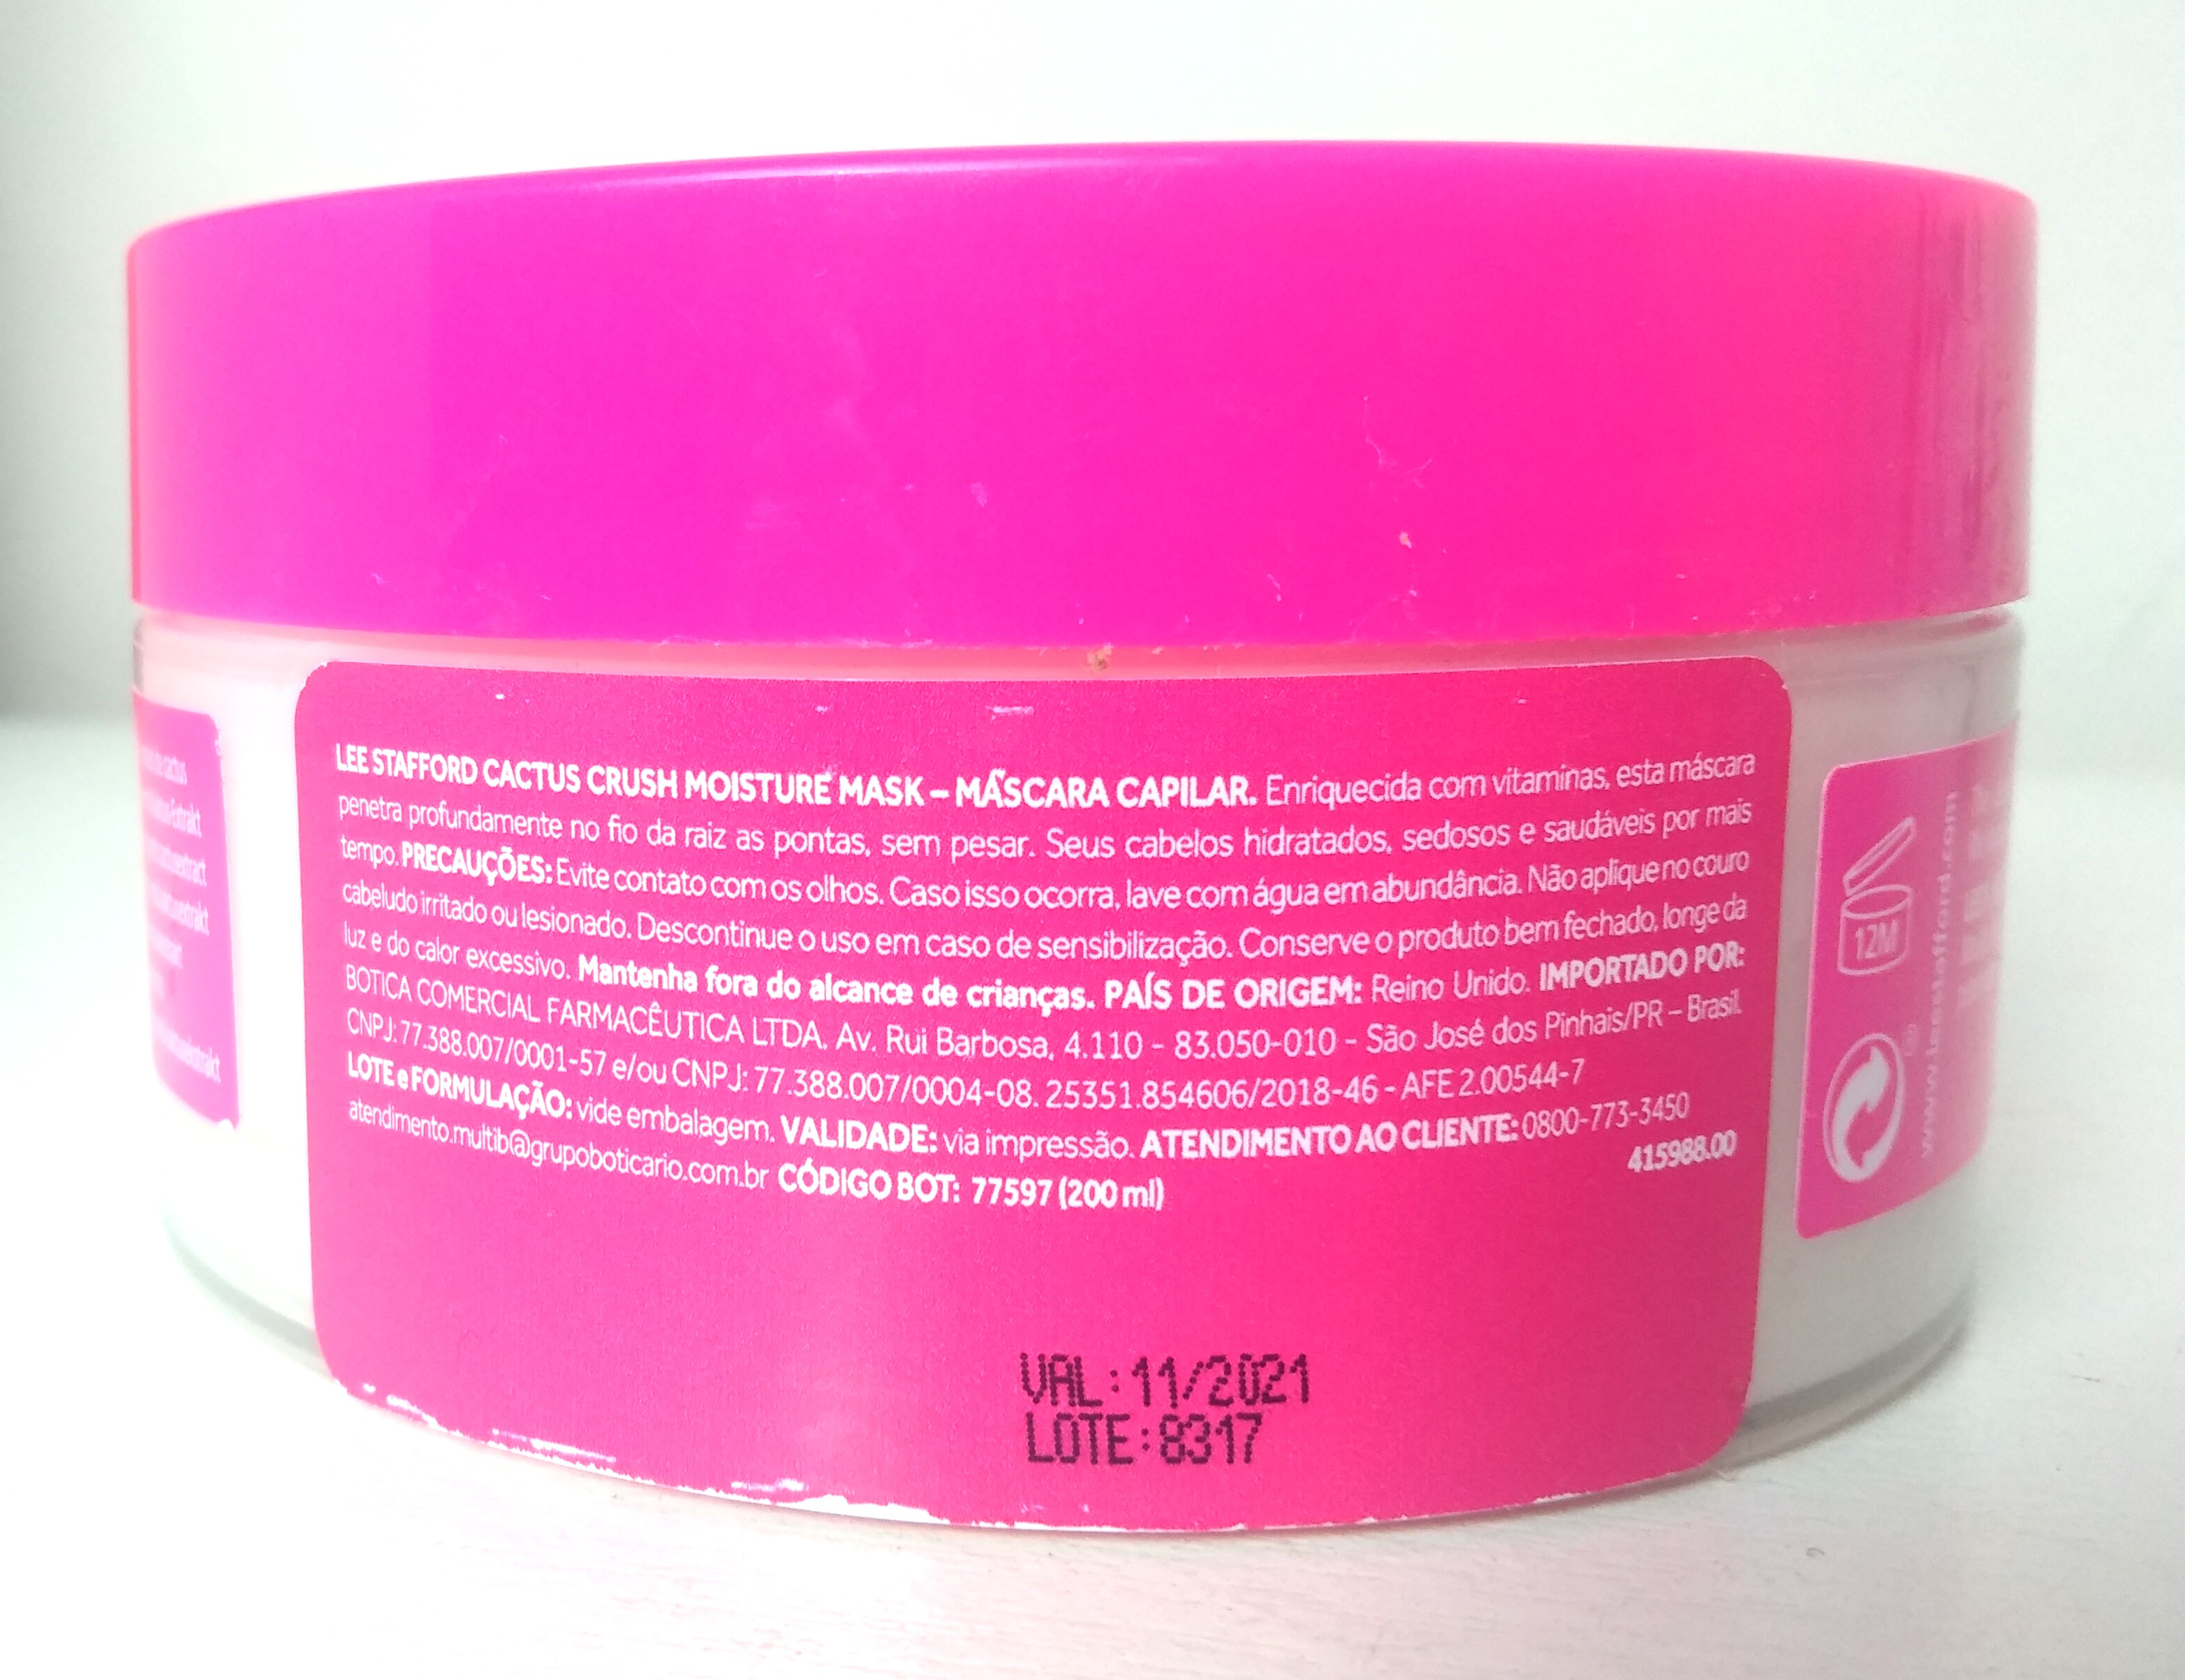 LEE STAFFORD CACTUS CRUSH MOISTURE MASK – MÁSCARA CAPILAR. Enriquecida com vitaminas, esta máscara
penetra profundamente no fio da raiz as pontas, sem pesar. Seus cabelos hidratados, sedosos e saudáveis por mais
tempo. PRECAUÇÕES: Evite contato com os olhos. Caso isso ocorra, lave com água em abundância. Não aplique no couro
cabeludo irritado ou lesionado. Descontinue o uso em caso de sensibilização. Conserve o produto bem fechado, longe da
luz e do calor excessivo. Mantenha fora do alcance de crianças. PAÍS DE ORIGEM: Reino Unido. IMPORTADO POR:
BOTICA COMERCIAL FARMACÊUTICA LTDA. Av. Rui Barbosa, 4.110 - 83.050-010 - São José dos Pinhais/PR – Brasil.
CNPJ: 77.388.007/0001-57 e/ou CNPJ: 77.388.007/0004-08. 25351.854606/2018-46 - AFE 2.00544-7
LOTE e FORMULAÇÃO: vide embalagem. VALIDADE: via impressão. ATENDIMENTO AO CLIENTE: 0800-773-3450
atendimento.multib@grupoboticario.com.br CÓDIGO BOT: 77597 (200 ml)
415988.00
VAL:11/2021
LOTE:8317
cactus
12M
www.leestafford.com